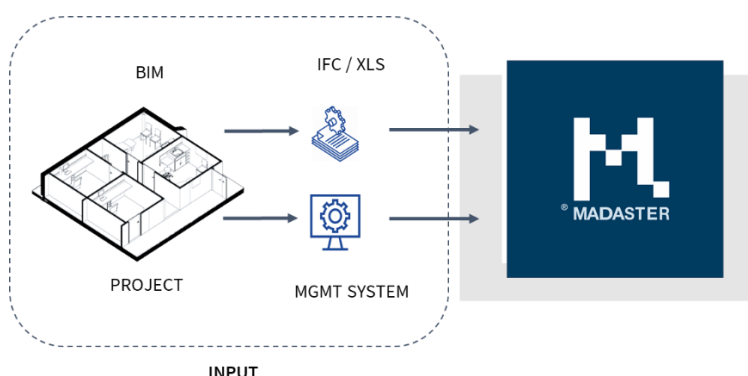 BIM
IFC / XLS
PROJECT
MGMT SYSTEM
® MADASTER
INPUT